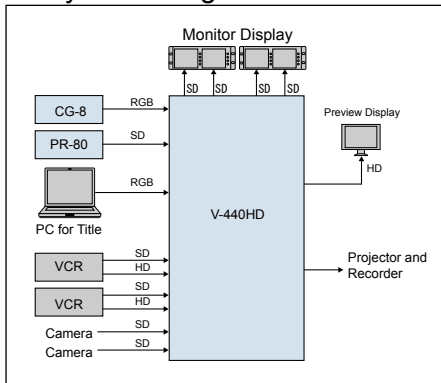 Monitor Display
SD SD SD SD
CG-8
RGB
PR-80
SD
RGB
PC for Title
V-440HD
Preview Display
HD
VCR
SD
HD
VCR
SD
HD
Camera
SD
Camera
SD
Projector and
Recorder